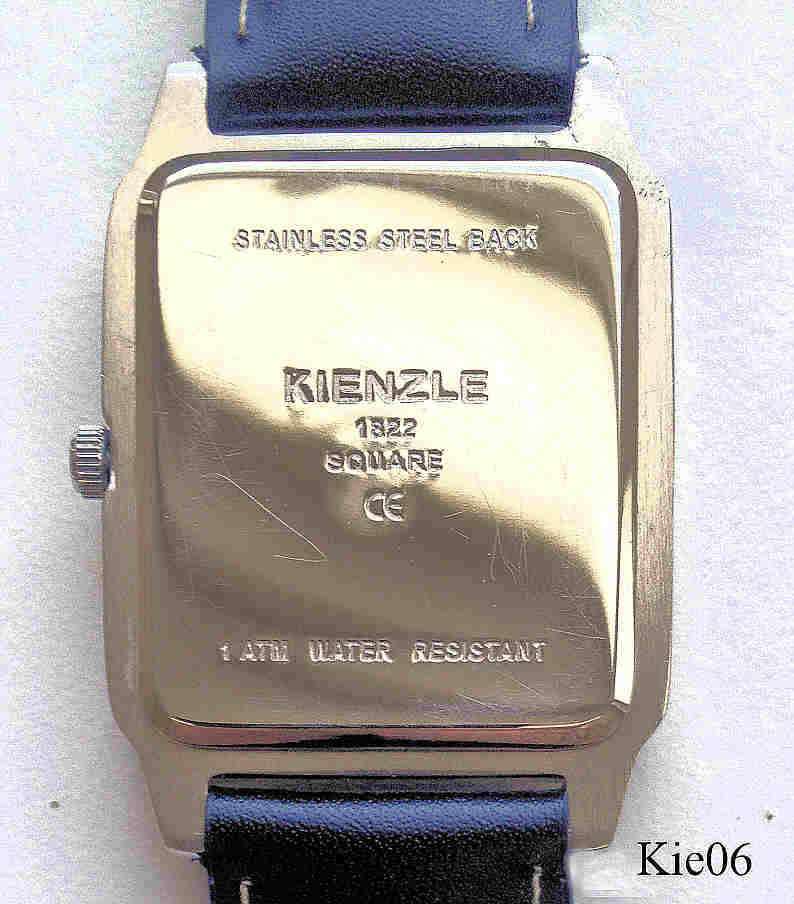 STAINLESS STEEL BACK
KIENZLE
1822
SQUARE
CE
1 ATM WATER RESISTANT
Kie06